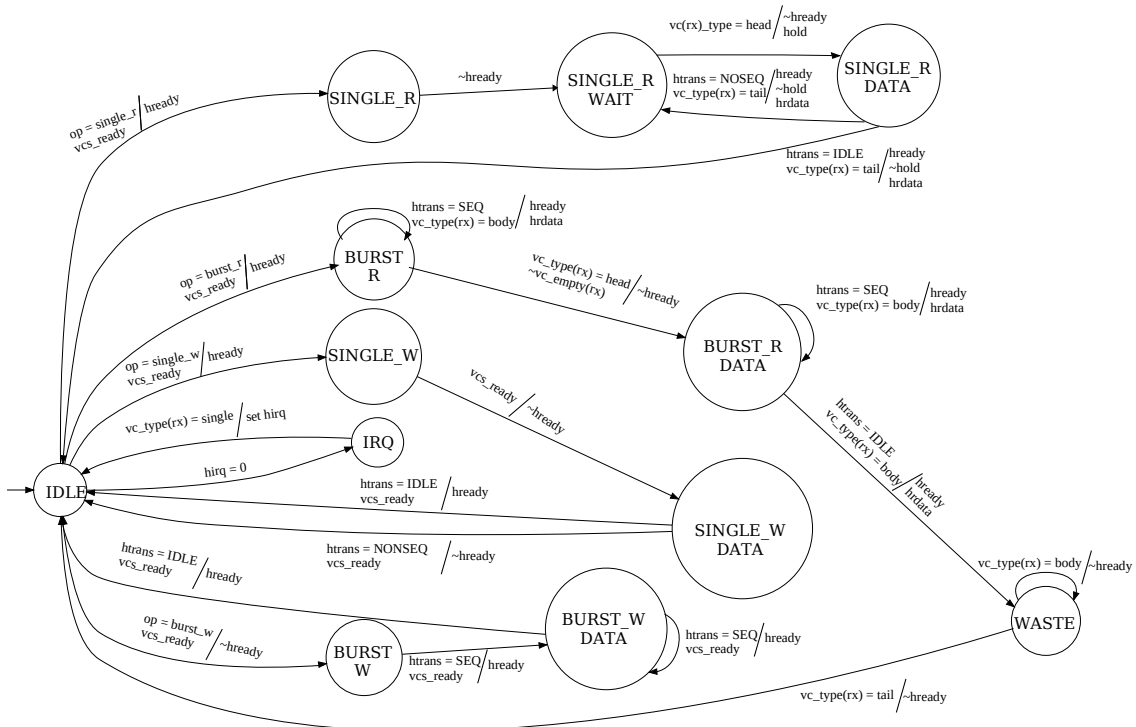 vc(rx)_type = head
~hready
hold
SINGLE_R
~hready
SINGLE_R
WAIT
SINGLE_R
DATA
htrans = NOSEQ
vc_type(rx) = tail
hready
~hold
hrdata
op = single_r
vcs_ready
hready
htrans = IDLE
vc_type(rx) = tail
hready
~hold
hrdata
htrans = SEQ
vc_type(rx) = body
hready
hrdata
BURST
R
op = burst_r
vcs_ready
hready
vc_type(rx) = head
~vc_empty(rx)
~hready
htrans = SEQ
vc_type(rx) = body
hready
hrdata
BURST_R
DATA
SINGLE_W
op = single_w
vcs_ready
hready
vcs_ready
~hready
htrans = IDLE
vc_type(rx) = body
hready
hrdata
vc_type(rx) = single
set hirq
IRQ
hirq = 0
IDLE
htrans = IDLE
vcs_ready
hready
SINGLE_W
DATA
htrans = NONSEQ
vcs_ready
~hready
htrans = IDLE
vcs_ready
hready
vc_type(rx) = body
~hready
WASTE
BURST_W
DATA
op = burst_w
vcs_ready
~hready
BURST
W
htrans = SEQ
vcs_ready
hready
htrans = SEQ
vcs_ready
hready
vc_type(rx) = tail
~hready